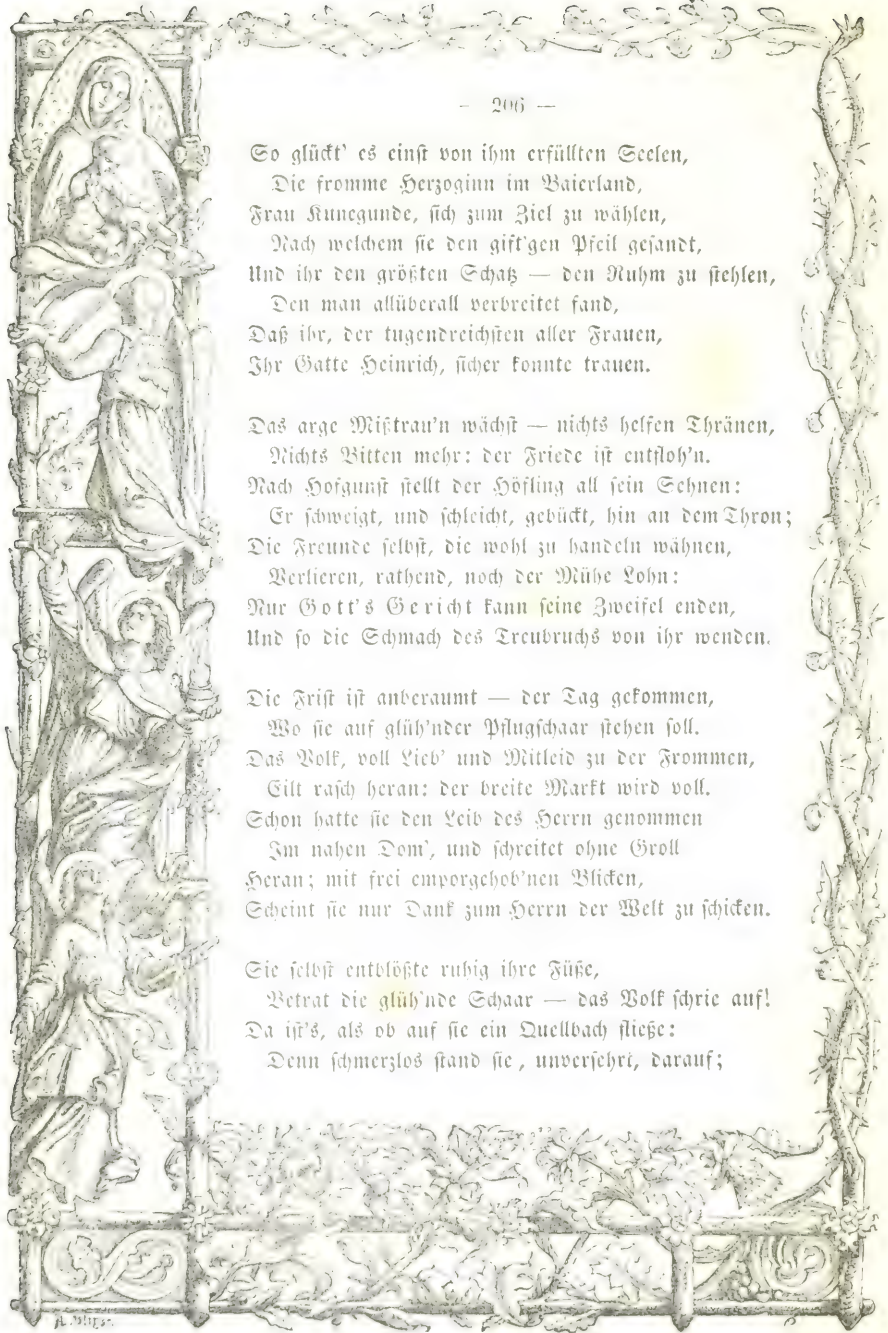 — 206 —
So glückt' es einst von ihm erfüllten Seelen,
Die fromme Herzoginn im Baierland,
Frau Kunegunde, sich zum Ziel zu wählen,
Nach welchem sie den gift'gen Pfeil gesandt,
Und ihr den größten Schatz — den Ruhm zu stehlen,
Den man allüberall verbreitet fand,
Daß ihr, der tugendreichsten aller Frauen,
Ihr Gatte Heinrich, sicher konnte trauen.
Das arge Mißtrau'n wächst — nichts helfen Thränen,
Nichts Bitten mehr: der Friede ist entfloh'n.
Nach Hofgunst stellt der Höfling all sein Sehnen:
Er schweigt, und schleicht, gebückt, hin an dem Thron;
Die Freunde selbst, die wohl zu handeln wähnen,
Verlieren, rathend, noch der Mühe Lohn:
Nur Gott's Gericht kann seine Zweifel enden,
Und so die Schmach des Treubruchs von ihr wenden.
Die Frist ist anberaumt — der Tag gekommen,
Wo sie auf glüh'nder Pflugschaar stehen soll.
Das Volk, voll Lieb' und Mitleid zu der Frommen,
Eilt rasch heran: der breite Markt wird voll.
Schon hatte sie den Leib des Herrn genommen
Im nahen Dom', und schreitet ohne Groll
Heran; mit frei emporgehob'nen Blicken,
Scheint sie nur Dank zum Herrn der Welt zu schicken.
Sie selbst entblößte ruhig ihre Füße,
Betrat die glüh'nde Schaar — das Volk schrie auf!
Da ist's, als ob auf sie ein Quellbach fließe:
Denn schmerzlos stand sie, unversehrt, darauf;